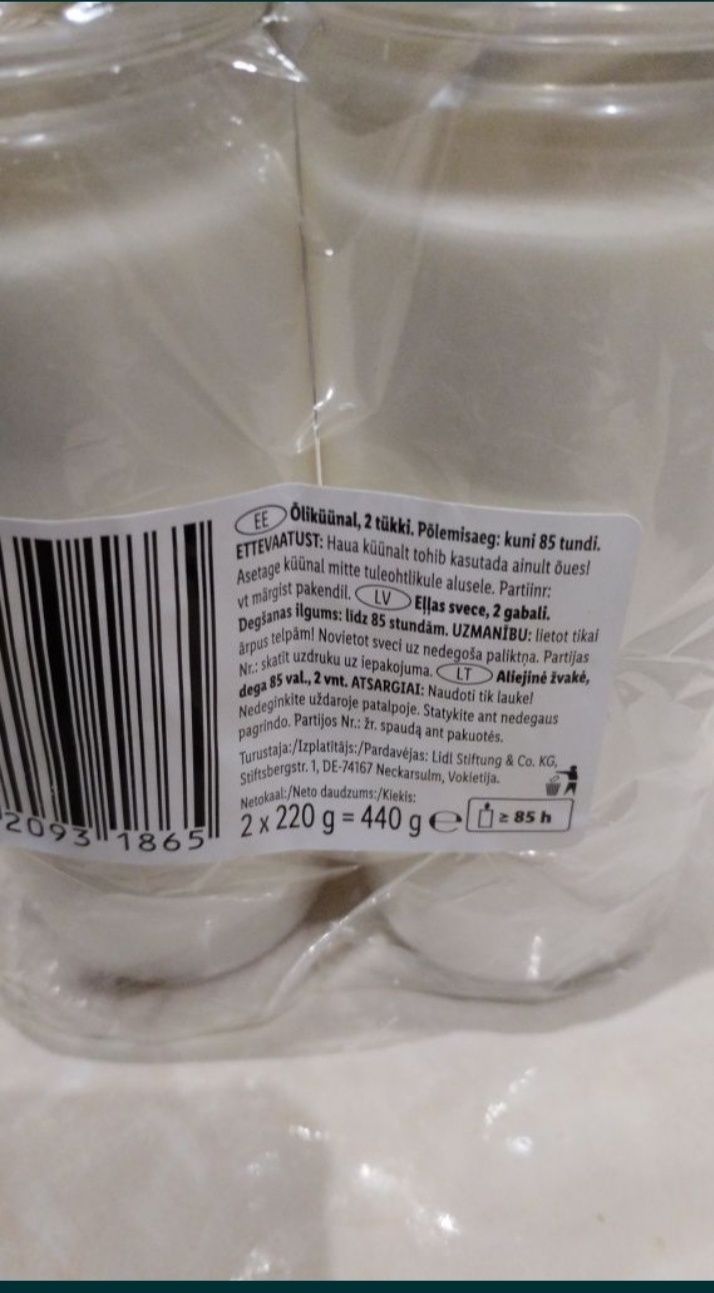 EE Õliküünal, 2 tükki. Põlemisaeg: kuni 85 tundi.
ETTEVAATUST: Haua küünalt tohib kasutada ainult õues!
Asetage küünal mitte tuleohtlikule alusele. Partiinr:
vt märgist pakendil. LV Eļļas svece, 2 gabali.
Degšanas ilgums: līdz 85 stundām. UZMANĪBU: lietot tikai
ārpus telpām! Novietot sveci uz nedegoša paliktņa. Partijas
Nr.: skatīt uzdruku uz iepakojuma. LT Aliejinė žvakė,
dega 85 val., 2 vnt. ATSARGIAI: Naudoti tik lauke!
Nedeginkite uždaroje patalpoje. Statykite ant nedegaus
pagrindo. Partijos Nr.: žr. spaudą ant pakuotės.
Turustaja:/Izplatītājs:/Pardavėjas: Lidl Stiftung & Co. KG,
Stiftsbergstr. 1, DE-74167 Neckarsulm, Vokietija.
Netokaal:/Neto daudzums:/Kiekis:
2 x 220 g = 440 g e ≥ 85 h
2093 1865